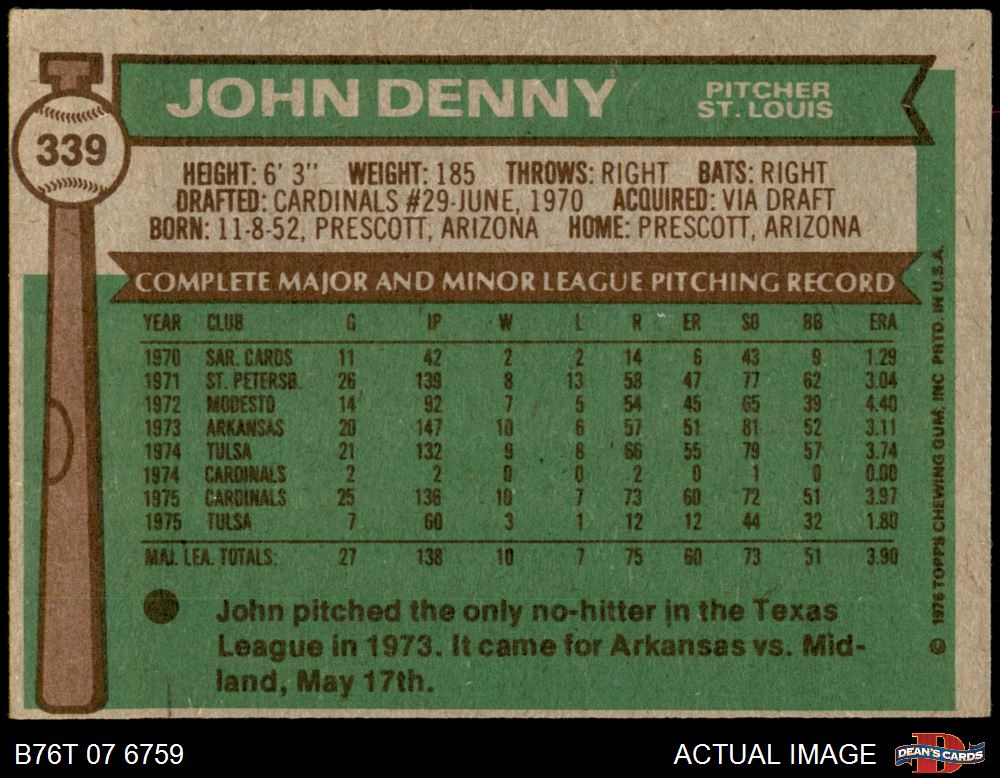 JOHN DENNY PITCHER
ST. LOUIS
339
HEIGHT: 6' 3" WEIGHT: 185 THROWS: RIGHT BATS: RIGHT
DRAFTED: CARDINALS #29-JUNE, 1970 ACQUIRED: VIA DRAFT
BORN: 11-8-52, PRESCOTT, ARIZONA HOME: PRESCOTT, ARIZONA
COMPLETE MAJOR AND MINOR LEAGUE PITCHING RECORD
YEAR CLUB G IP W L R ER SO BB ERA
1970 SAR. CARDS 11 42 2 2 14 6 43 9 1.29
1971 ST. PETERSB. 26 139 8 13 58 47 77 62 3.04
1972 MODESTO 14 92 7 5 54 45 65 39 4.40
1973 ARKANSAS 20 147 10 6 57 51 81 52 3.11
1974 TULSA 21 132 9 8 66 55 79 57 3.74
1974 CARDINALS 2 2 0 0 2 0 1 0 0.00
1975 CARDINALS 25 136 10 7 73 60 72 51 3.97
1975 TULSA 7 60 3 1 12 12 44 32 1.80
MAJ. LEA. TOTALS: 27 138 10 7 75 60 73 51 3.90
John pitched the only no-hitter in the Texas
League in 1973. It came for Arkansas vs. Mid-
land, May 17th.
© 1976 TOPPS CHEWING GUM, INC PRTD. IN U.S.A.
B76T 07 6759 ACTUAL IMAGE
D
DEAN'S CARDS